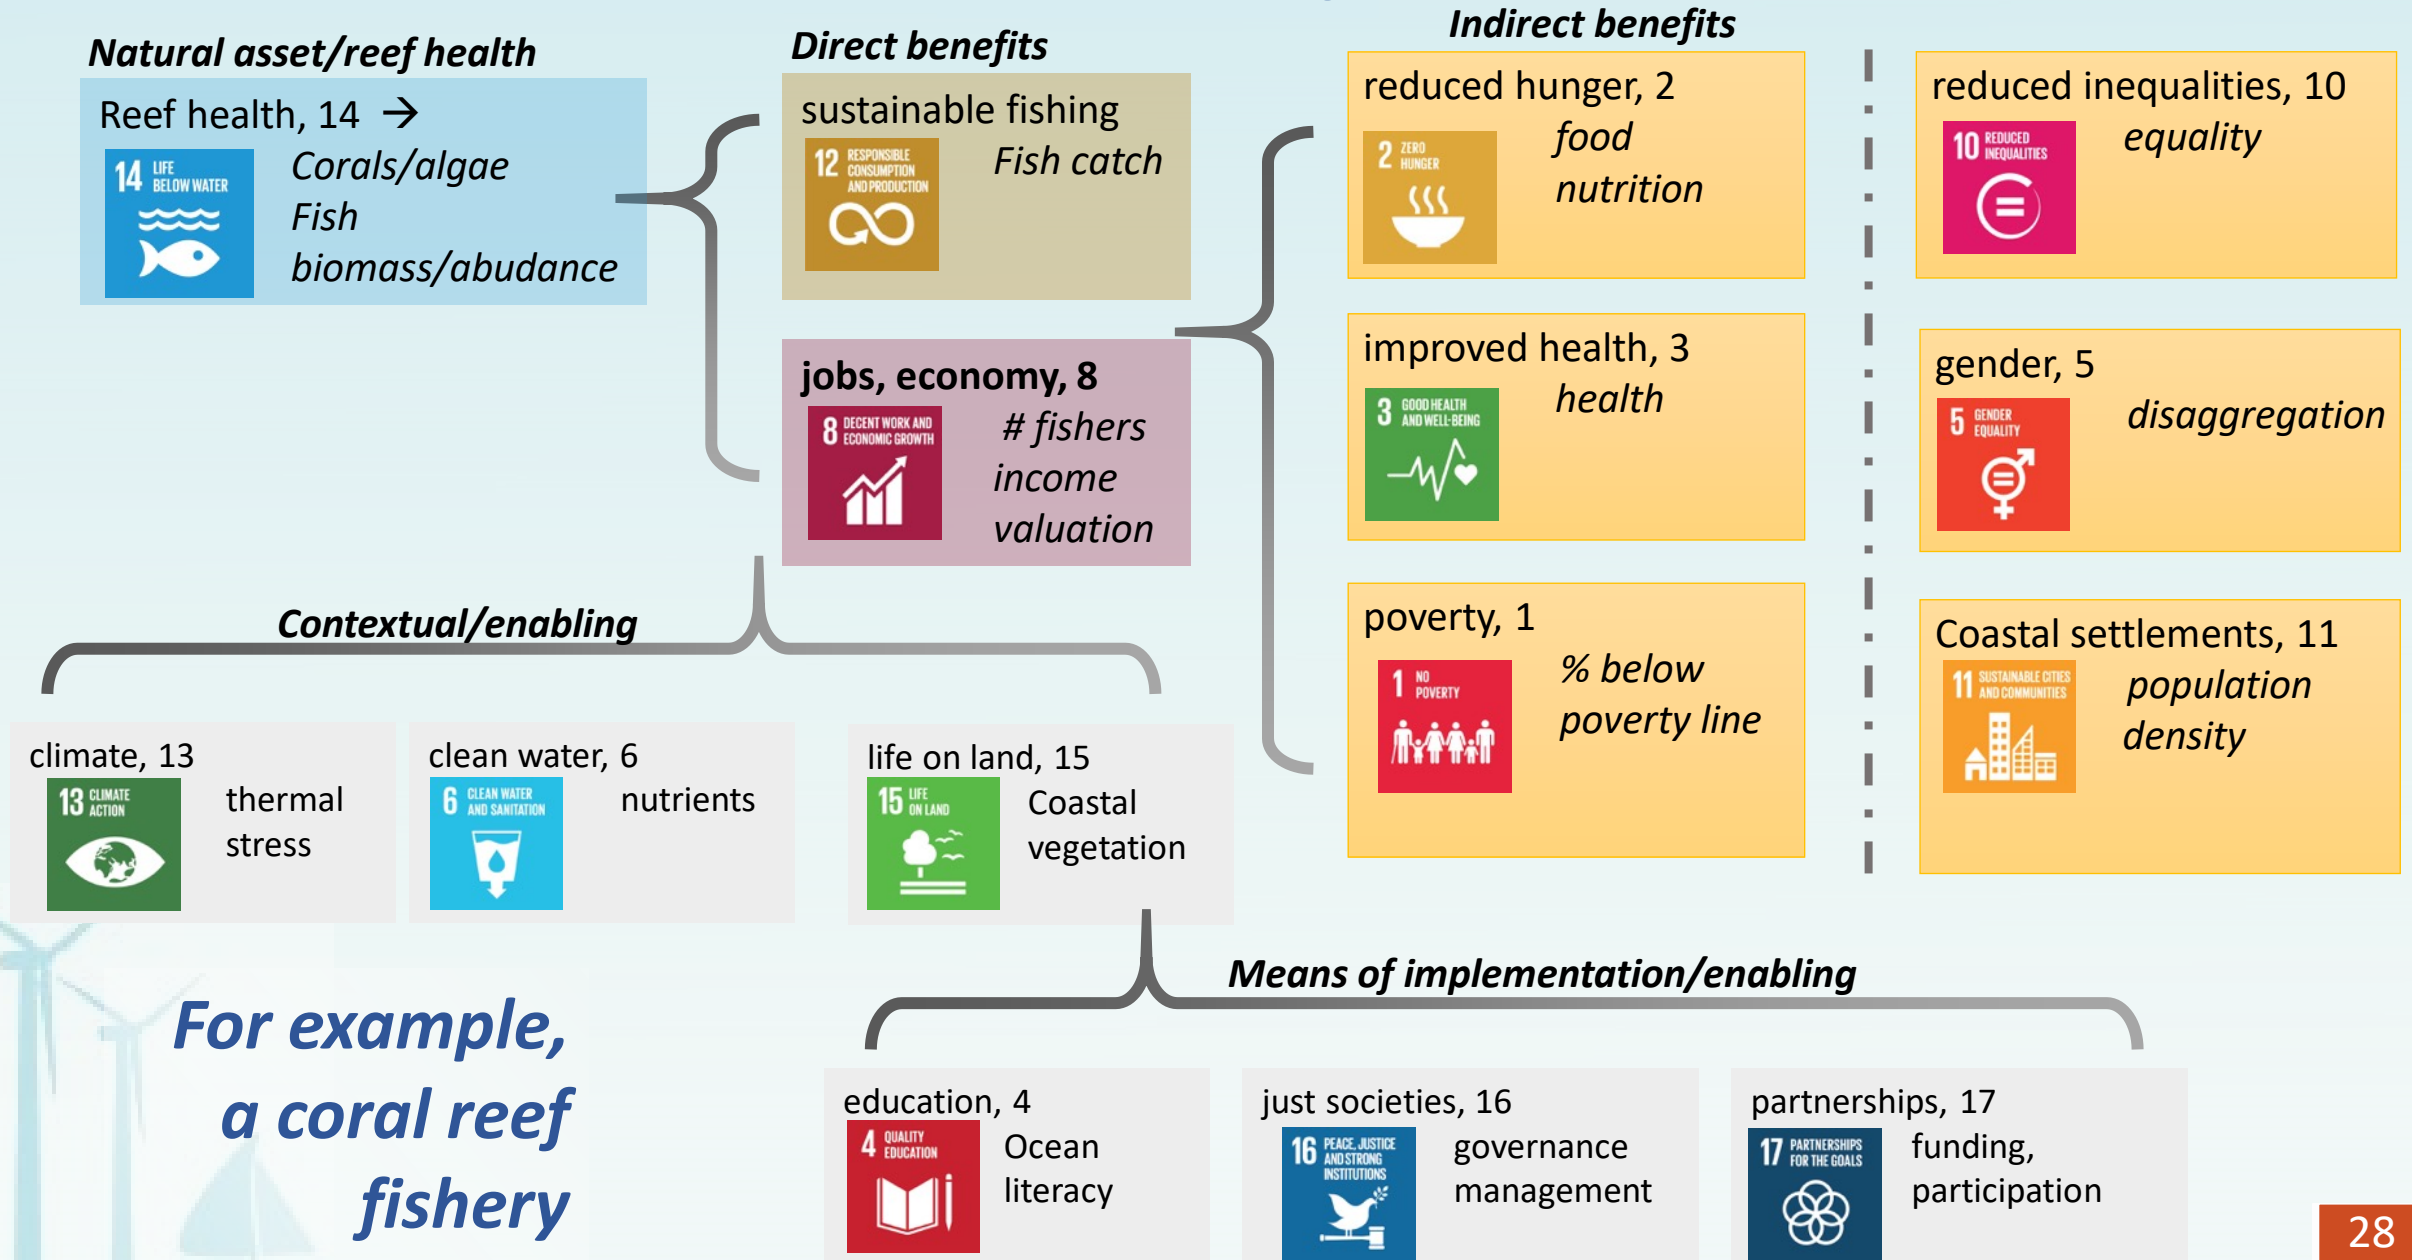 Natural asset/reef health
Reef health, 14 →
14 LIFE
BELOW WATER
Corals/algae
Fish
biomass/abudance
Direct benefits
sustainable fishing
12 RESPONSIBLE
CONSUMPTION
AND PRODUCTION
Fish catch
jobs, economy, 8
8 DECENT WORK AND
ECONOMIC GROWTH
# fishers
income
valuation
Indirect benefits
reduced hunger, 2
2 ZERO
HUNGER
food
nutrition
improved health, 3
3 GOOD HEALTH
AND WELL-BEING
health
poverty, 1
1 NO
POVERTY
% below
poverty line
reduced inequalities, 10
10 REDUCED
INEQUALITIES
equality
gender, 5
5 GENDER
EQUALITY
disaggregation
Coastal settlements, 11
11 SUSTAINABLE CITIES
AND COMMUNITIES
population
density
Contextual/enabling
climate, 13
13 CLIMATE
ACTION
thermal
stress
clean water, 6
6 CLEAN WATER
AND SANITATION
nutrients
life on land, 15
15 LIFE
ON LAND
Coastal
vegetation
Means of implementation/enabling
education, 4
4 QUALITY
EDUCATION
Ocean
literacy
just societies, 16
16 PEACE, JUSTICE
AND STRONG
INSTITUTIONS
governance
management
partnerships, 17
17 PARTNERSHIPS
FOR THE GOALS
funding,
participation
For example,
a coral reef
fishery
28